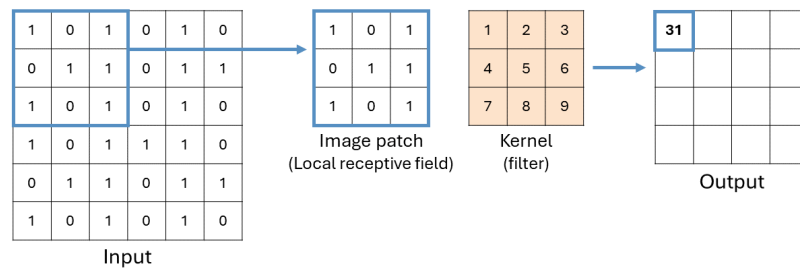 1 0 1 0 1 0
0 1 1 0 1 1
1 0 1 0 1 0
1 0 1 1 1 0
0 1 1 0 1 1
1 0 1 0 1 0
Input
1 0 1
0 1 1
1 0 1
Image patch
(Local receptive field)
1 2 3
4 5 6
7 8 9
Kernel
(filter)
31
Output